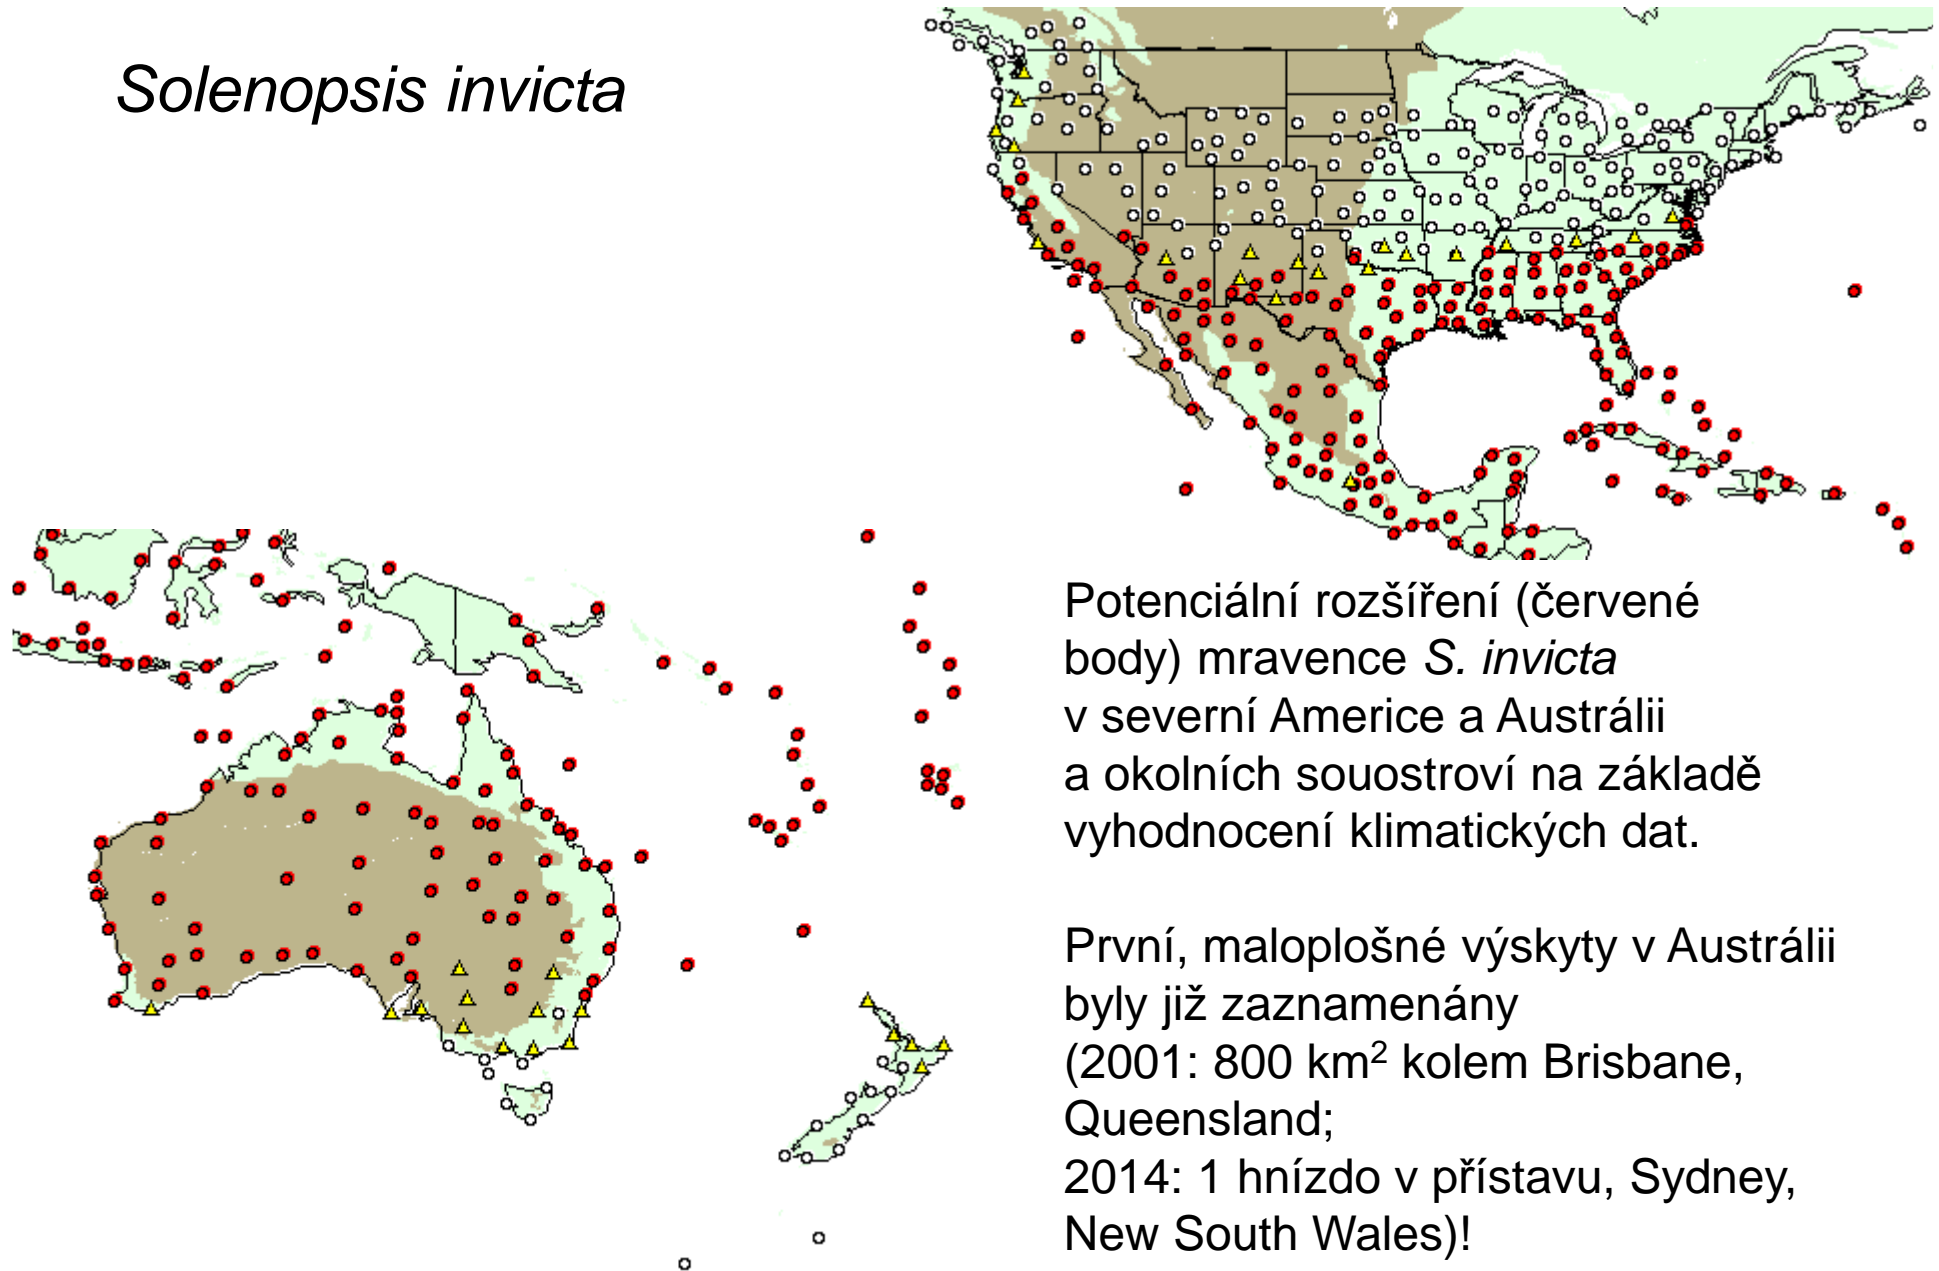 Solenopsis invicta
Potenciální rozšíření (červené
body) mravence S. invicta
v severní Americe a Austrálii
a okolních souostroví na základě
vyhodnocení klimatických dat.
První, maloplošné výskyty v Austrálii
byly již zaznamenány
(2001: 800 km² kolem Brisbane,
Queensland;
2014: 1 hnízdo v přístavu, Sydney,
New South Wales)!